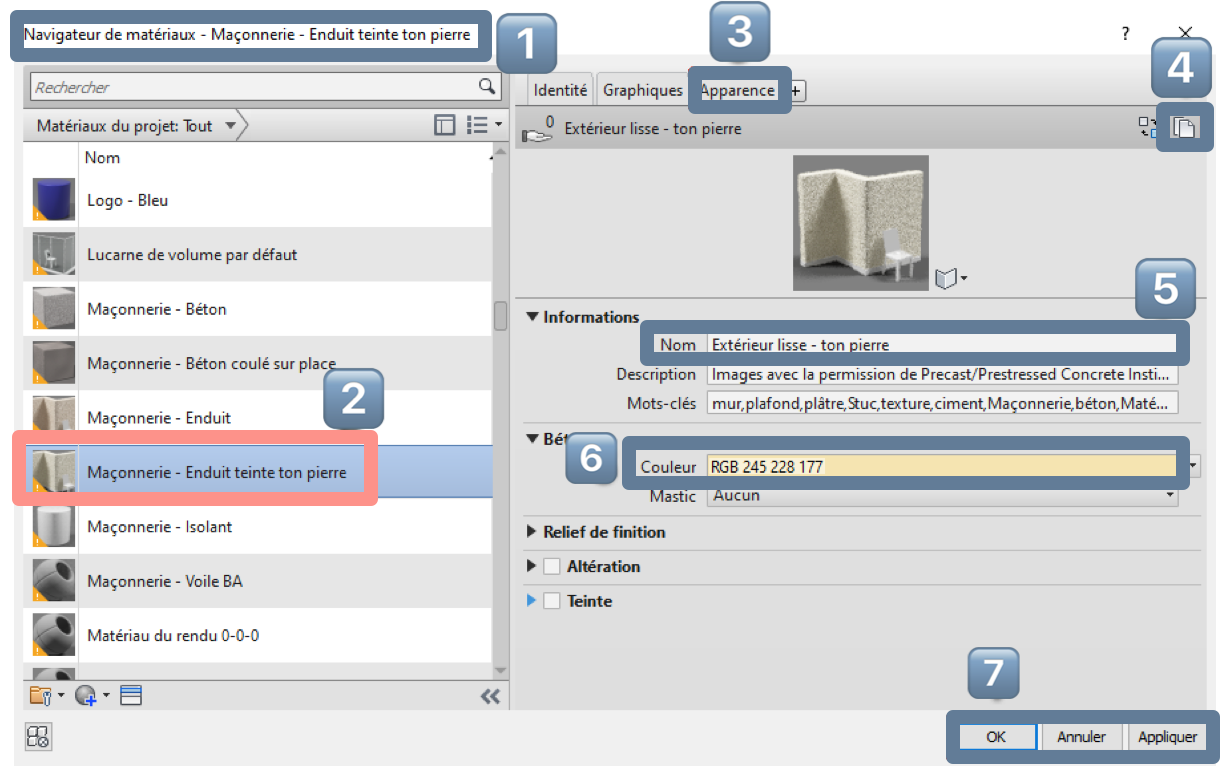 Navigateur de matériaux - Maçonnerie - Enduit teinte ton pierre
1
3
?
4
Rechercher
Identité
Graphiques
Apparence
+
Matériaux du projet: Tout
0
Extérieur lisse - ton pierre
Nom
Logo - Bleu
Lucarne de volume par défaut
Maçonnerie - Béton
Maçonnerie - Béton coulé sur place
2
Maçonnerie - Enduit
Maçonnerie - Enduit teinte ton pierre
Maçonnerie - Isolant
Maçonnerie - Voile BA
Matériau du rendu 0-0-0
5
Informations
Nom Extérieur lisse - ton pierre
Description Images avec la permission de Precast/Prestressed Concrete Insti...
Mots-clés mur,plafond,plâtre,Stuc,texture,ciment,Maçonnerie,béton,Maté...
6
Couleur RGB 245 228 177
Mastic Aucun
Relief de finition
Altération
Teinte
7
OK
Annuler
Appliquer